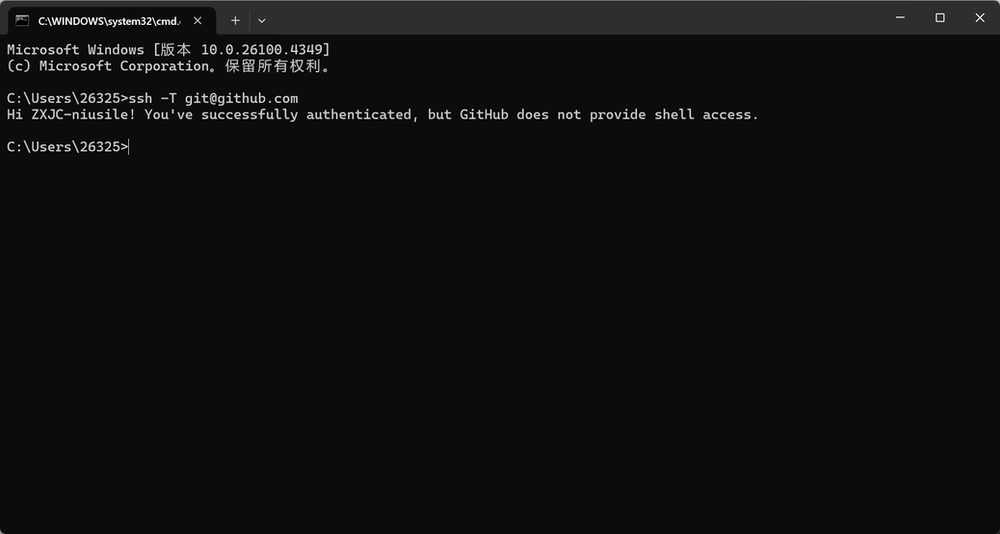 C:\WINDOWS\system32\cmd.
Microsoft Windows [版本 10.0.26100.4349]
(c) Microsoft Corporation。保留所有权利。
C:\Users\26325>ssh -T git@github.com
Hi ZXJC-niusile! You've successfully authenticated, but GitHub does not provide shell access.
C:\Users\26325>